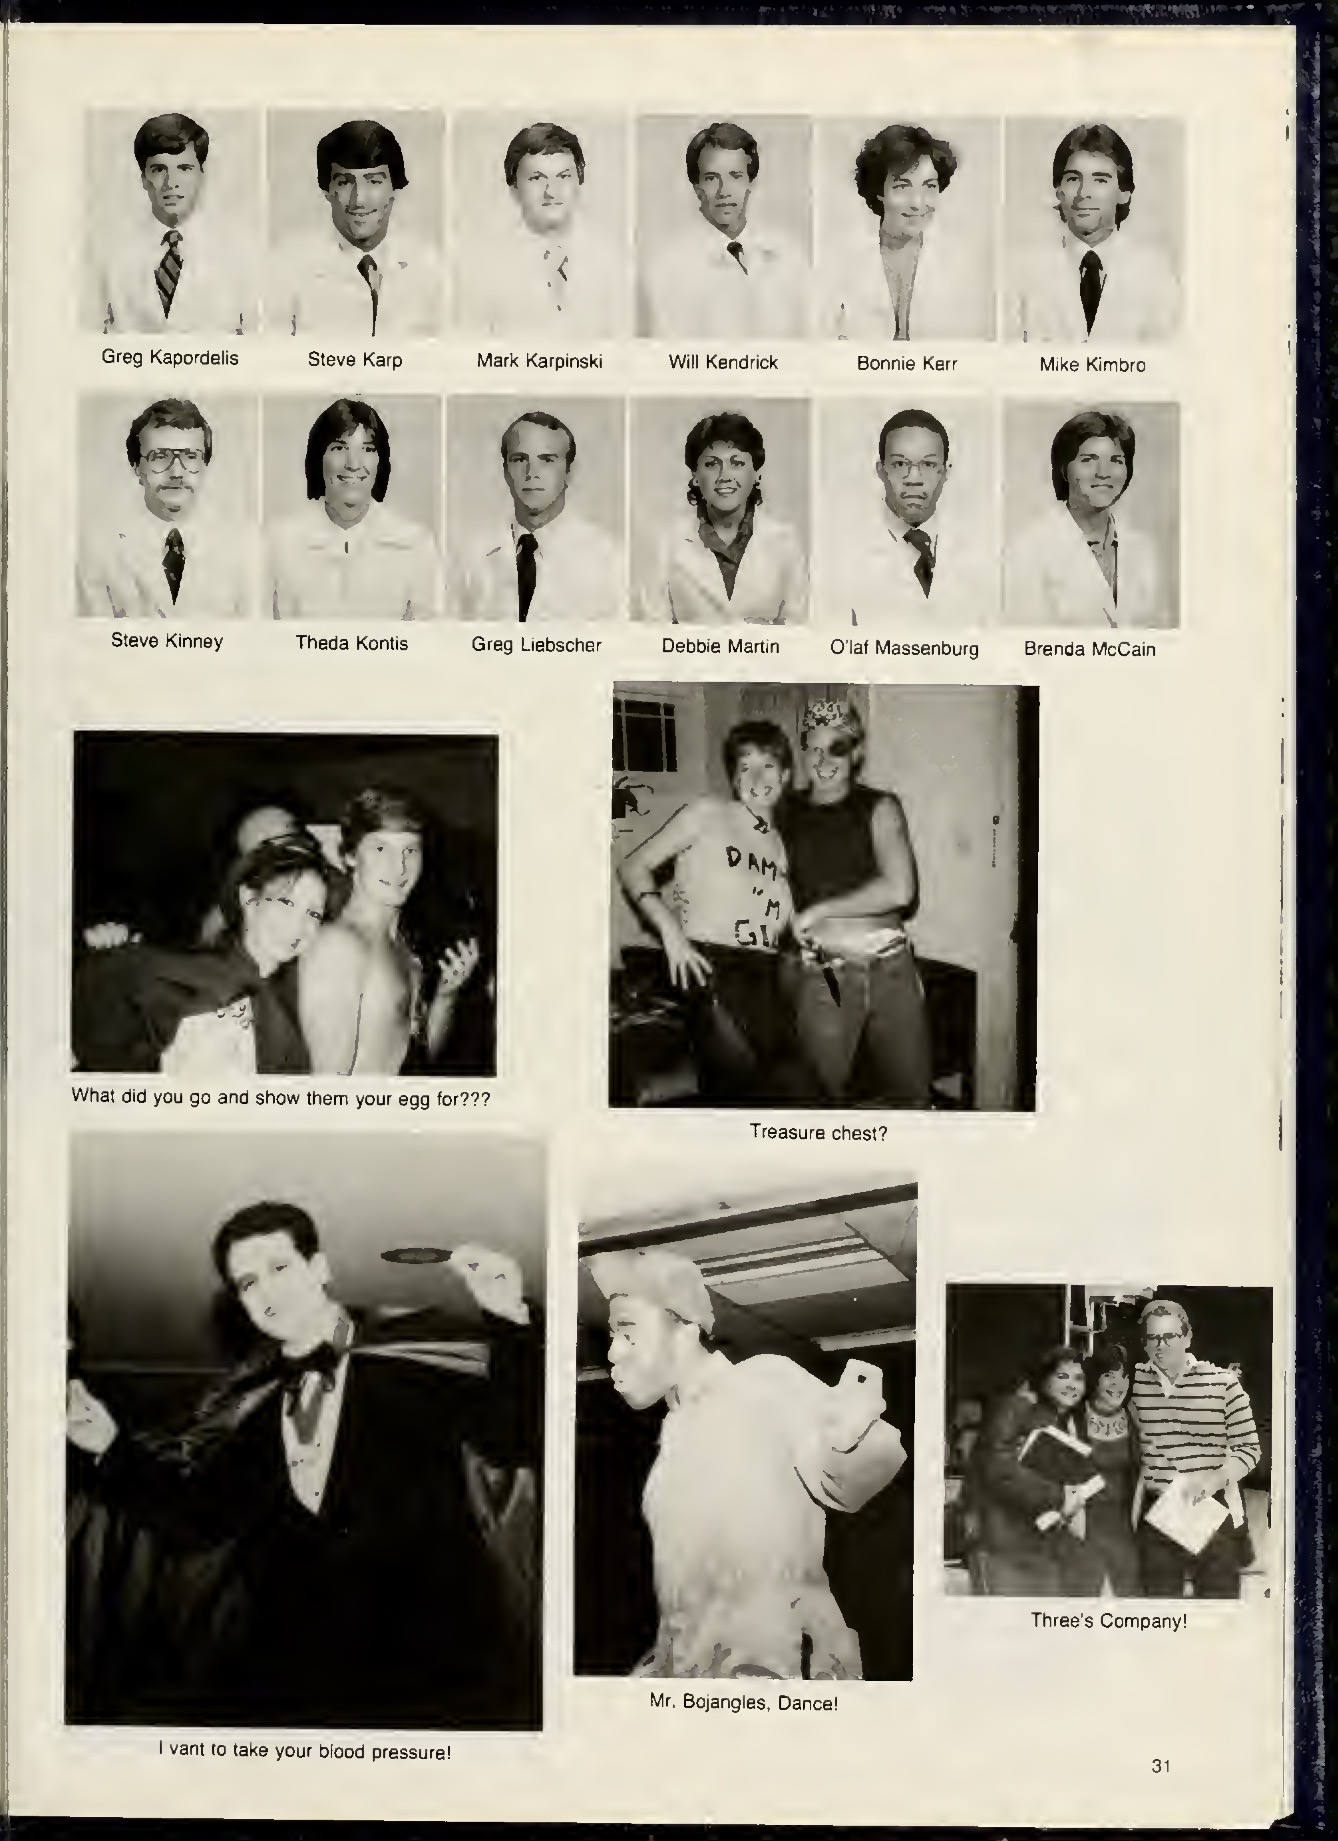 Greg Kapordelis Steve Karp Mark Karpinski Will Kendrick Bonnie Kerr Mike Kimbro
Steve Kinney Theda Kontis Greg Liebscher Debbie Martin O'laf Massenburg Brenda McCain
DAM
"M
What did you go and show them your egg for???
Treasure chest?
Three's Company!
Mr. Bojangles, Dance!
I vant to take your blood pressure!
31